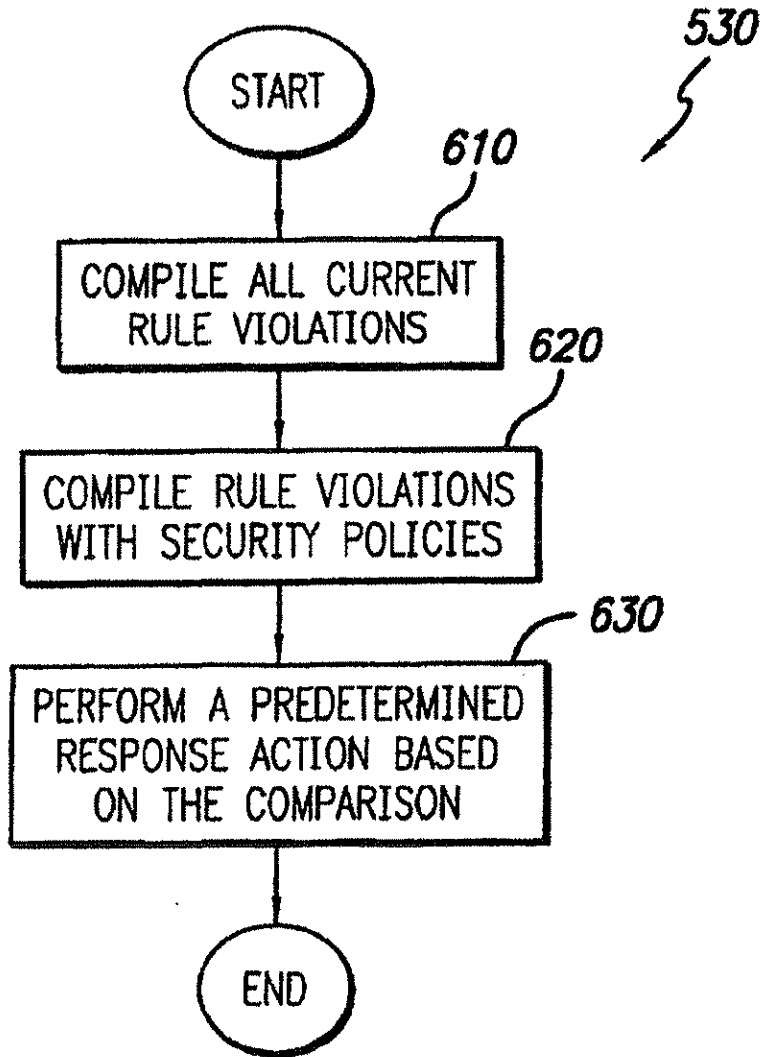 530
START
610
COMPILE ALL CURRENT
RULE VIOLATIONS
620
COMPILE RULE VIOLATIONS
WITH SECURITY POLICIES
630
PERFORM A PREDETERMINED
RESPONSE ACTION BASED
ON THE COMPARISON
END